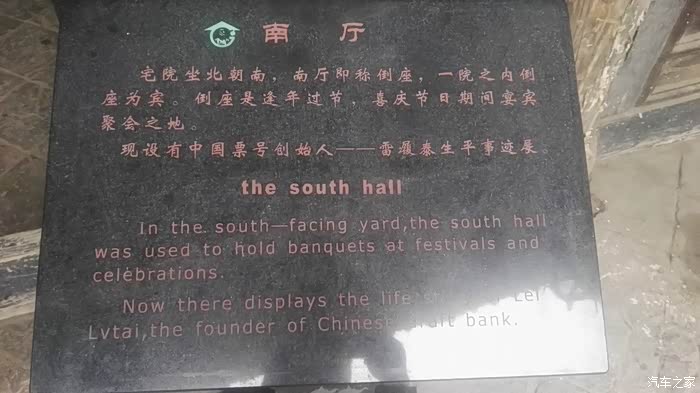 南 厅
宅院坐北朝南，南厅即称倒座，一院之内倒
座为宾。倒座是逢年过节，喜庆节日期间宴宾
聚会之地。
现设有中国票号创始人——雷履泰生平事迹展。
the south hall
In the south—facing yard,the south hall
was used to hold banquets at festivals and
celebrations.
Now there displays the life Lei
Lvtai,the founder of Chinese bank.
汽车之家